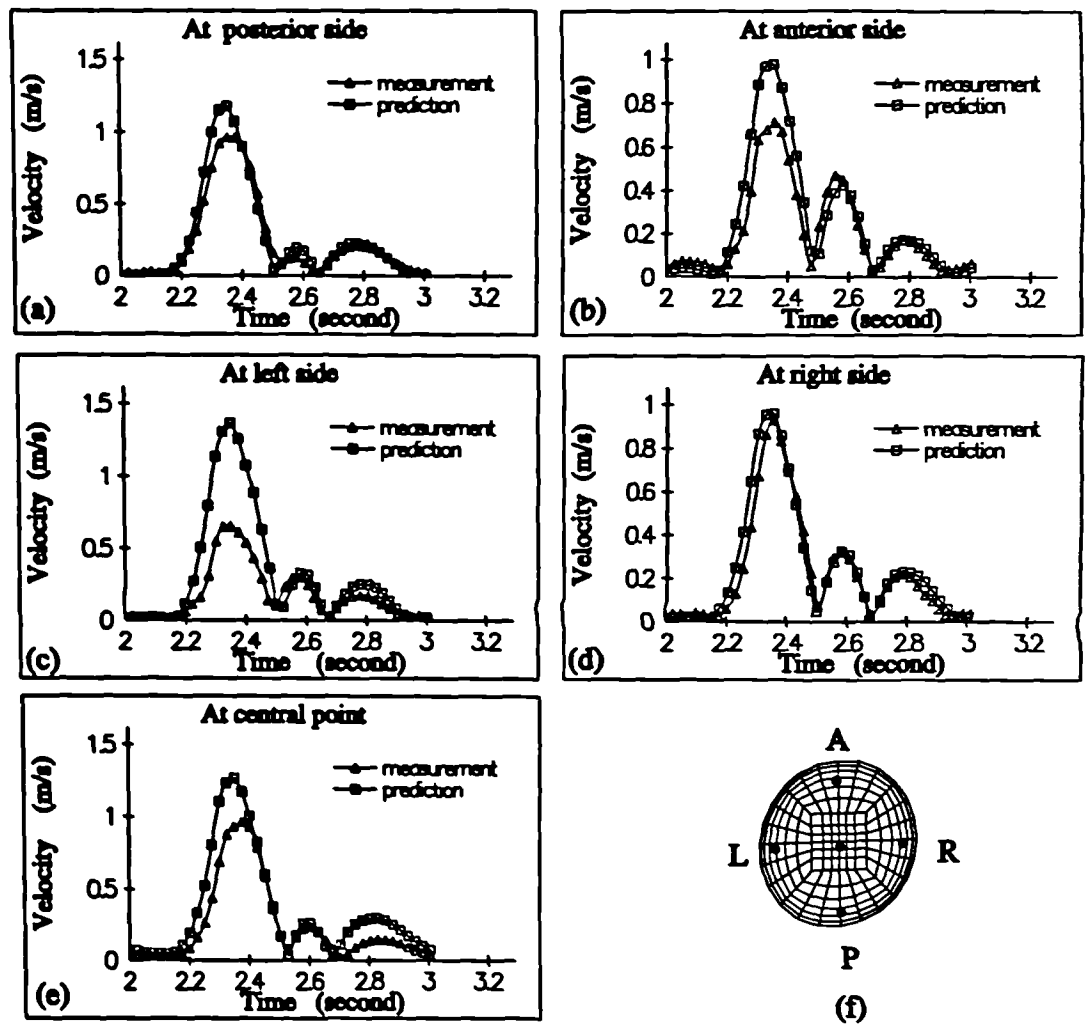 At posterior side
Velocity (m/s)
1.5
1
0.5
0
measurement
prediction
2 2.2 2.4 2.6 2.8 3 3.2
Time (second)
(a)
At anterior side
Velocity (m/s)
1
0.8
0.6
0.4
0.2
0
measurement
prediction
2 2.2 2.4 2.6 2.8 3 3.2
Time (second)
(b)
At left side
Velocity (m/s)
1.5
1
0.5
0
measurement
prediction
2 2.2 2.4 2.6 2.8 3 3.2
Time (second)
(c)
At right side
Velocity (m/s)
1
0.8
0.6
0.4
0.2
0
measurement
prediction
2 2.2 2.4 2.6 2.8 3 3.2
Time (second)
(d)
At central point
Velocity (m/s)
1.5
1
0.5
0
measurement
prediction
2 2.2 2.4 2.6 2.8 3 3.2
Time (second)
(e)
A
L R
P
(f)